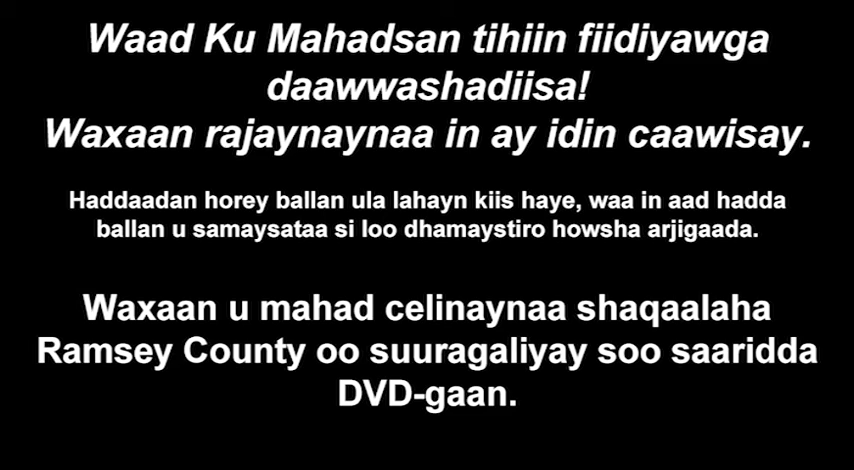 Waad Ku Mahadsan tihiin fiidiyawga
daawwashadiisa!
Waxaan rajaynaynaa in ay idin caawisay.
Haddaadan horey ballan ula lahayn kiis haye, waa in aad hadda
ballan u samaysataa si loo dhamaystiro howsha arjigaada.
Waxaan u mahad celinaynaa shaqaalaha
Ramsey County oo suuragaliyay soo saaridda
DVD-gaan.